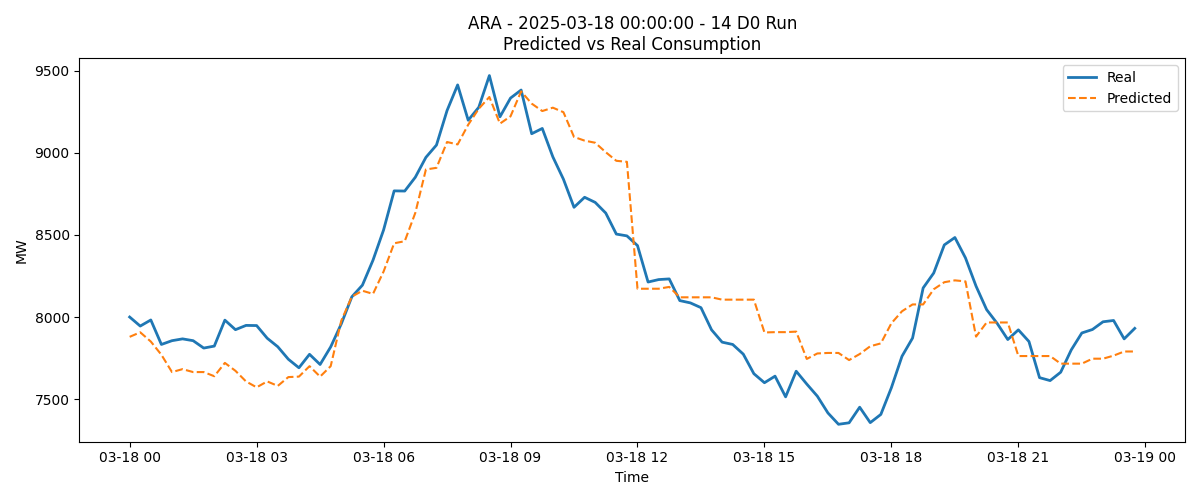 ARA - 2025-03-18 00:00:00 - 14 D0 Run
Predicted vs Real Consumption
9500
9000
8500
8000
7500
MW
Real
Predicted
03-18 00
03-18 03
03-18 06
03-18 09
03-18 12
03-18 15
03-18 18
03-18 21
03-19 00
Time